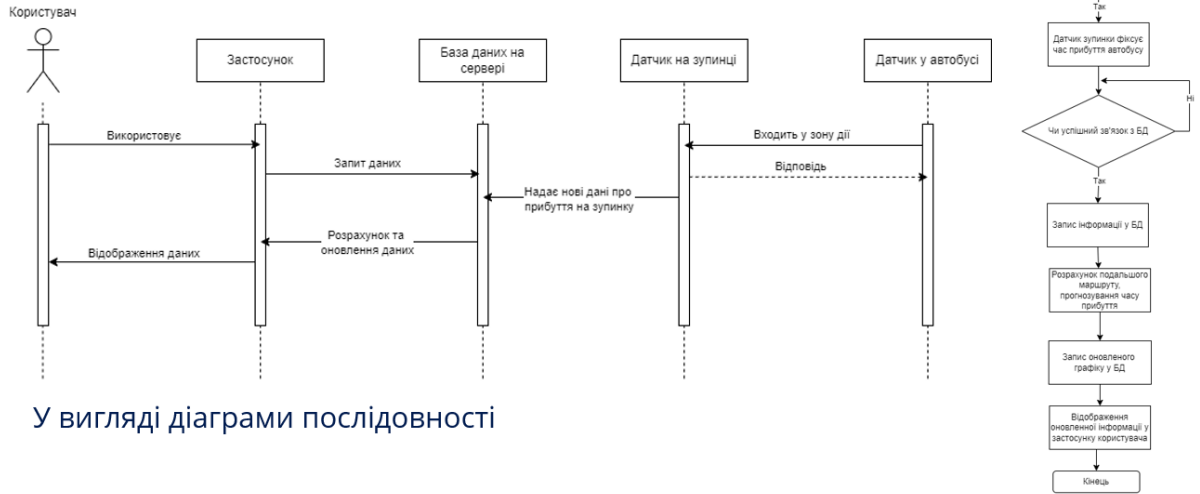 Користувач
Застосунок
База даних на
сервері
Датчик на зупинці
Датчик у автобусі
Використовує
Входить у зону дії
Запит даних
Відповідь
Надає нові дані про
прибуття на зупинку
Розрахунок та
оновлення даних
Відображення даних
У вигляді діаграми послідовності
Так
Датчик зупинки фіксує
час прибуття автобусу
Ні
Чи успішний зв'язок з БД
Так
Запис інформації у БД
Розрахунок подальшого
маршруту,
прогнозування часу
прибуття
Запис оновленого
графіку у БД
Відображення
оновленної інформації у
застосунку користувача
Кінець